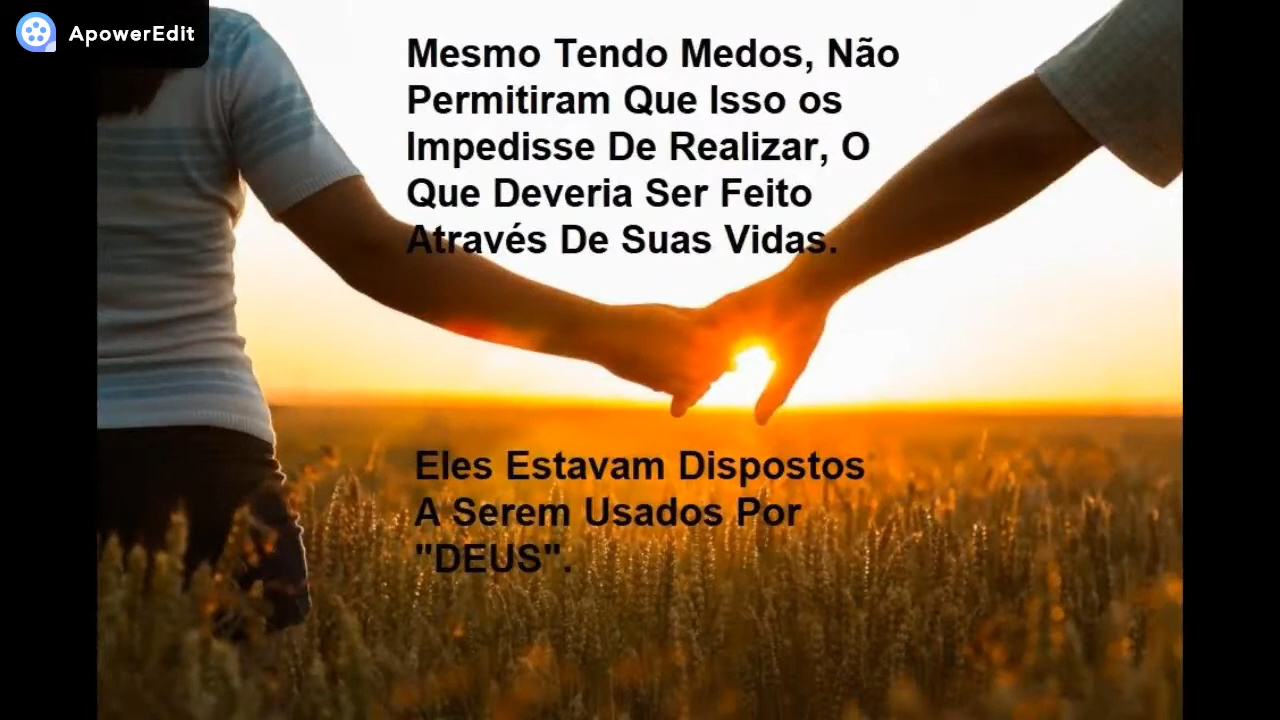 ApowerEdit
Mesmo Tendo Medos, Não
Permitiram Que Isso os
Impedisse De Realizar, O
Que Deveria Ser Feito
Através De Suas Vidas.
Eles Estavam Dispostos
A Serem Usados Por
"DEUS".